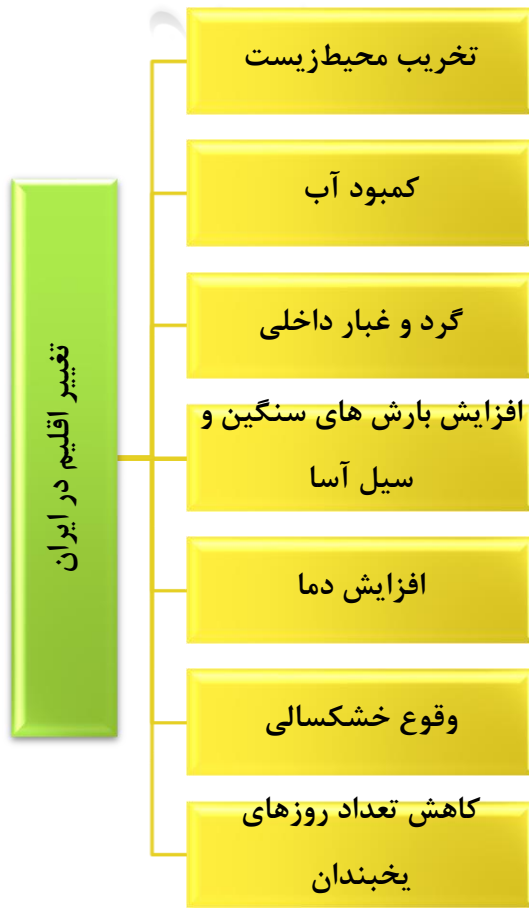 تغییر اقلیم در ایران
تخریب محیط‌زیست
کمبود آب
گرد و غبار داخلی
افزایش بارش های سنگین و
سیل آسا
افزایش دما
وقوع خشکسالی
کاهش تعداد روزهای
یخبندان